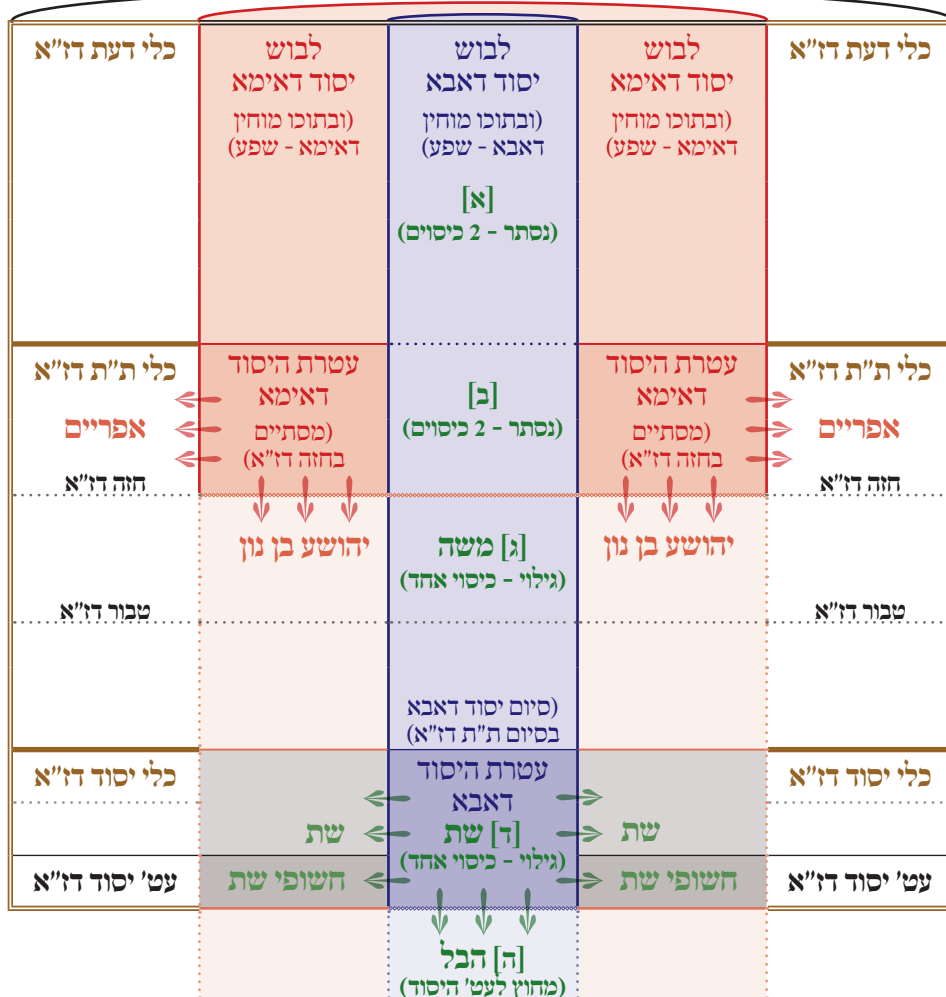 כלי דעת דז"א
לבוש
יסוד דאימא
(ובתוכו מוחין
דאימא - שפע)
לבוש
יסוד דאבא
(ובתוכו מוחין
דאבא - שפע)
[א]
(נסתר - 2 כיסוים)
לבוש
יסוד דאימא
(ובתוכו מוחין
דאימא - שפע)
כלי דעת דז"א
כלי ת"ת דז"א
אפריים
חזה דז"א
עטרת היסוד
דאימא
(מסתיים
בחזה דז"א)
יהושע בן נון
[ב]
(נסתר - 2 כיסוים)
[ג] משה
(גילוי - כיסוי אחד)
עטרת היסוד
דאימא
(מסתיים
בחזה דז"א)
יהושע בן נון
כלי ת"ת דז"א
אפריים
חזה דז"א
טבור דז"א
טבור דז"א
(סיום יסוד דאבא
בסיום ת"ת דז"א)
כלי יסוד דז"א
שת
עטרת היסוד
דאבא
[ד] שת
(גילוי - כיסוי אחד)
שת
כלי יסוד דז"א
עט' יסוד דז"א
חשופי שת
חשופי שת
עט' יסוד דז"א
[ה] הבל
(מחוץ לעט' היסוד)